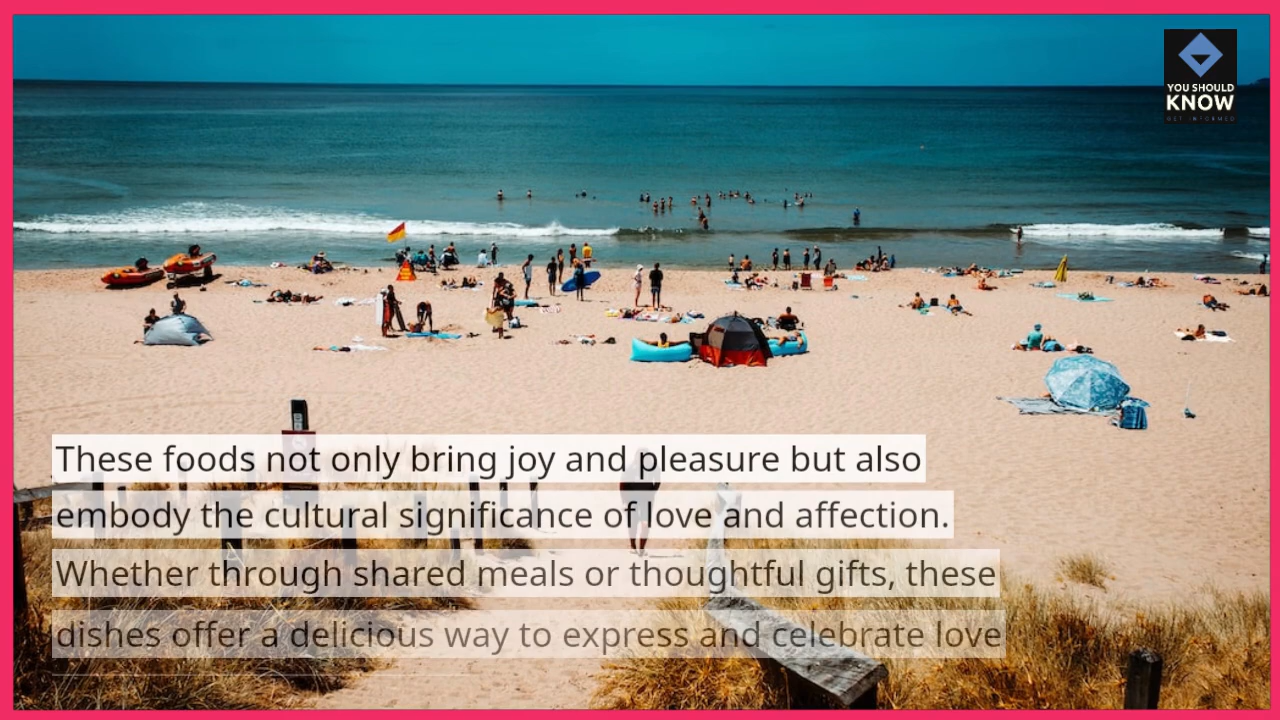 YOU SHOULD
KNOW
GET INFORMED
These foods not only bring joy and pleasure but also
embody the cultural significance of love and affection.
Whether through shared meals or thoughtful gifts, these
dishes offer a delicious way to express and celebrate love